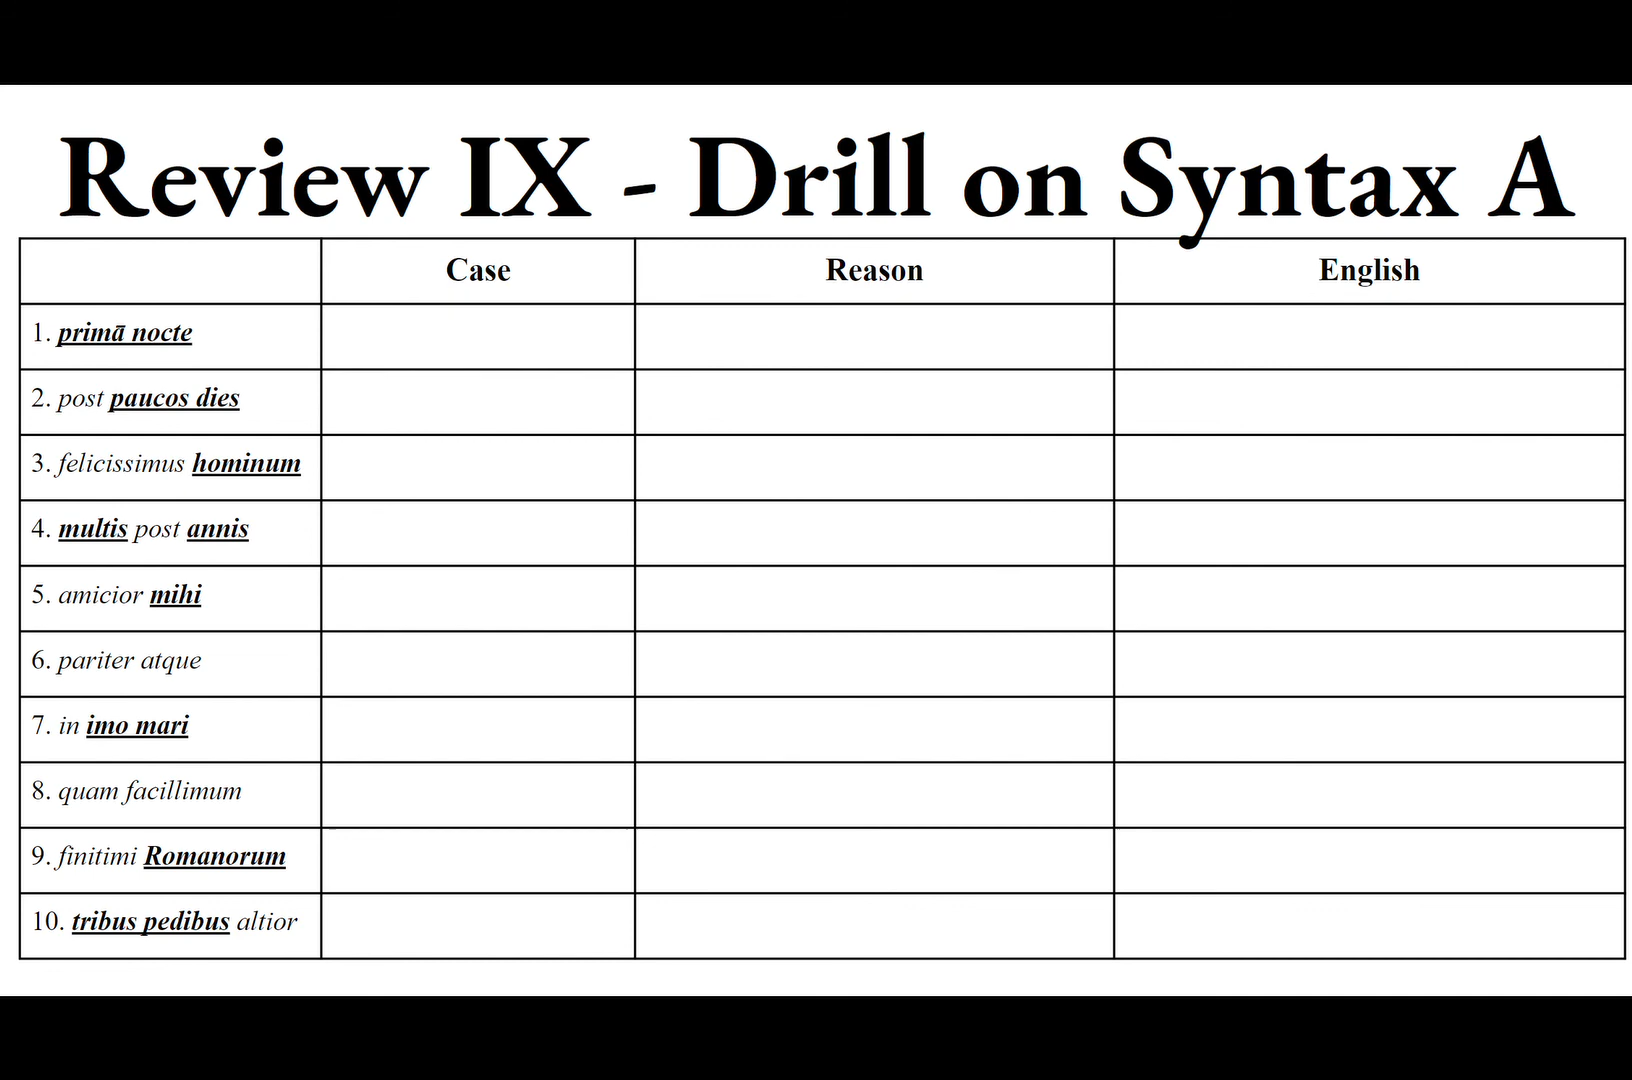 Review IX - Drill on Syntax A
Case Reason English
1. primā nocte
2. post paucos dies
3. felicissimus hominum
4. multis post annis
5. amicior mihi
6. pariter atque
7. in imo mari
8. quam facillimum
9. finitimi Romanorum
10. tribus pedibus altior